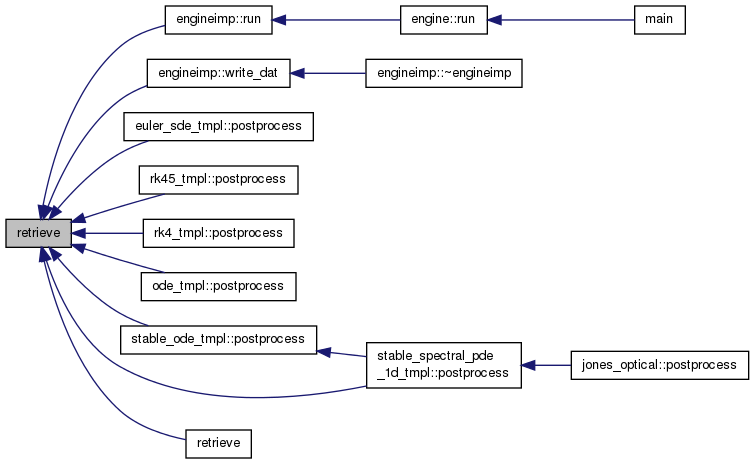 engineimp::run
engine::run
main
engineimp::write_dat
engineimp::~engineimp
euler_sde_tmpl::postprocess
rk45_tmpl::postprocess
retrieve
rk4_tmpl::postprocess
ode_tmpl::postprocess
stable_ode_tmpl::postprocess
stable_spectral_pde
_1d_tmpl::postprocess
jones_optical::postprocess
retrieve